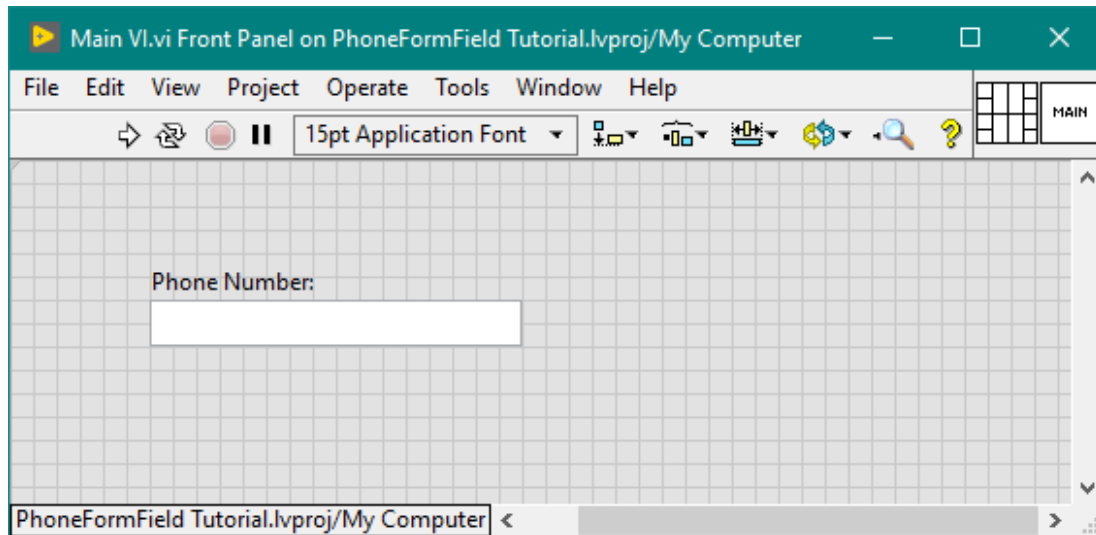 Main VI.vi Front Panel on PhoneFormField Tutorial.lvproj/My Computer
File Edit View Project Operate Tools Window Help
15pt Application Font
MAIN
Phone Number:
PhoneFormField Tutorial.lvproj/My Computer